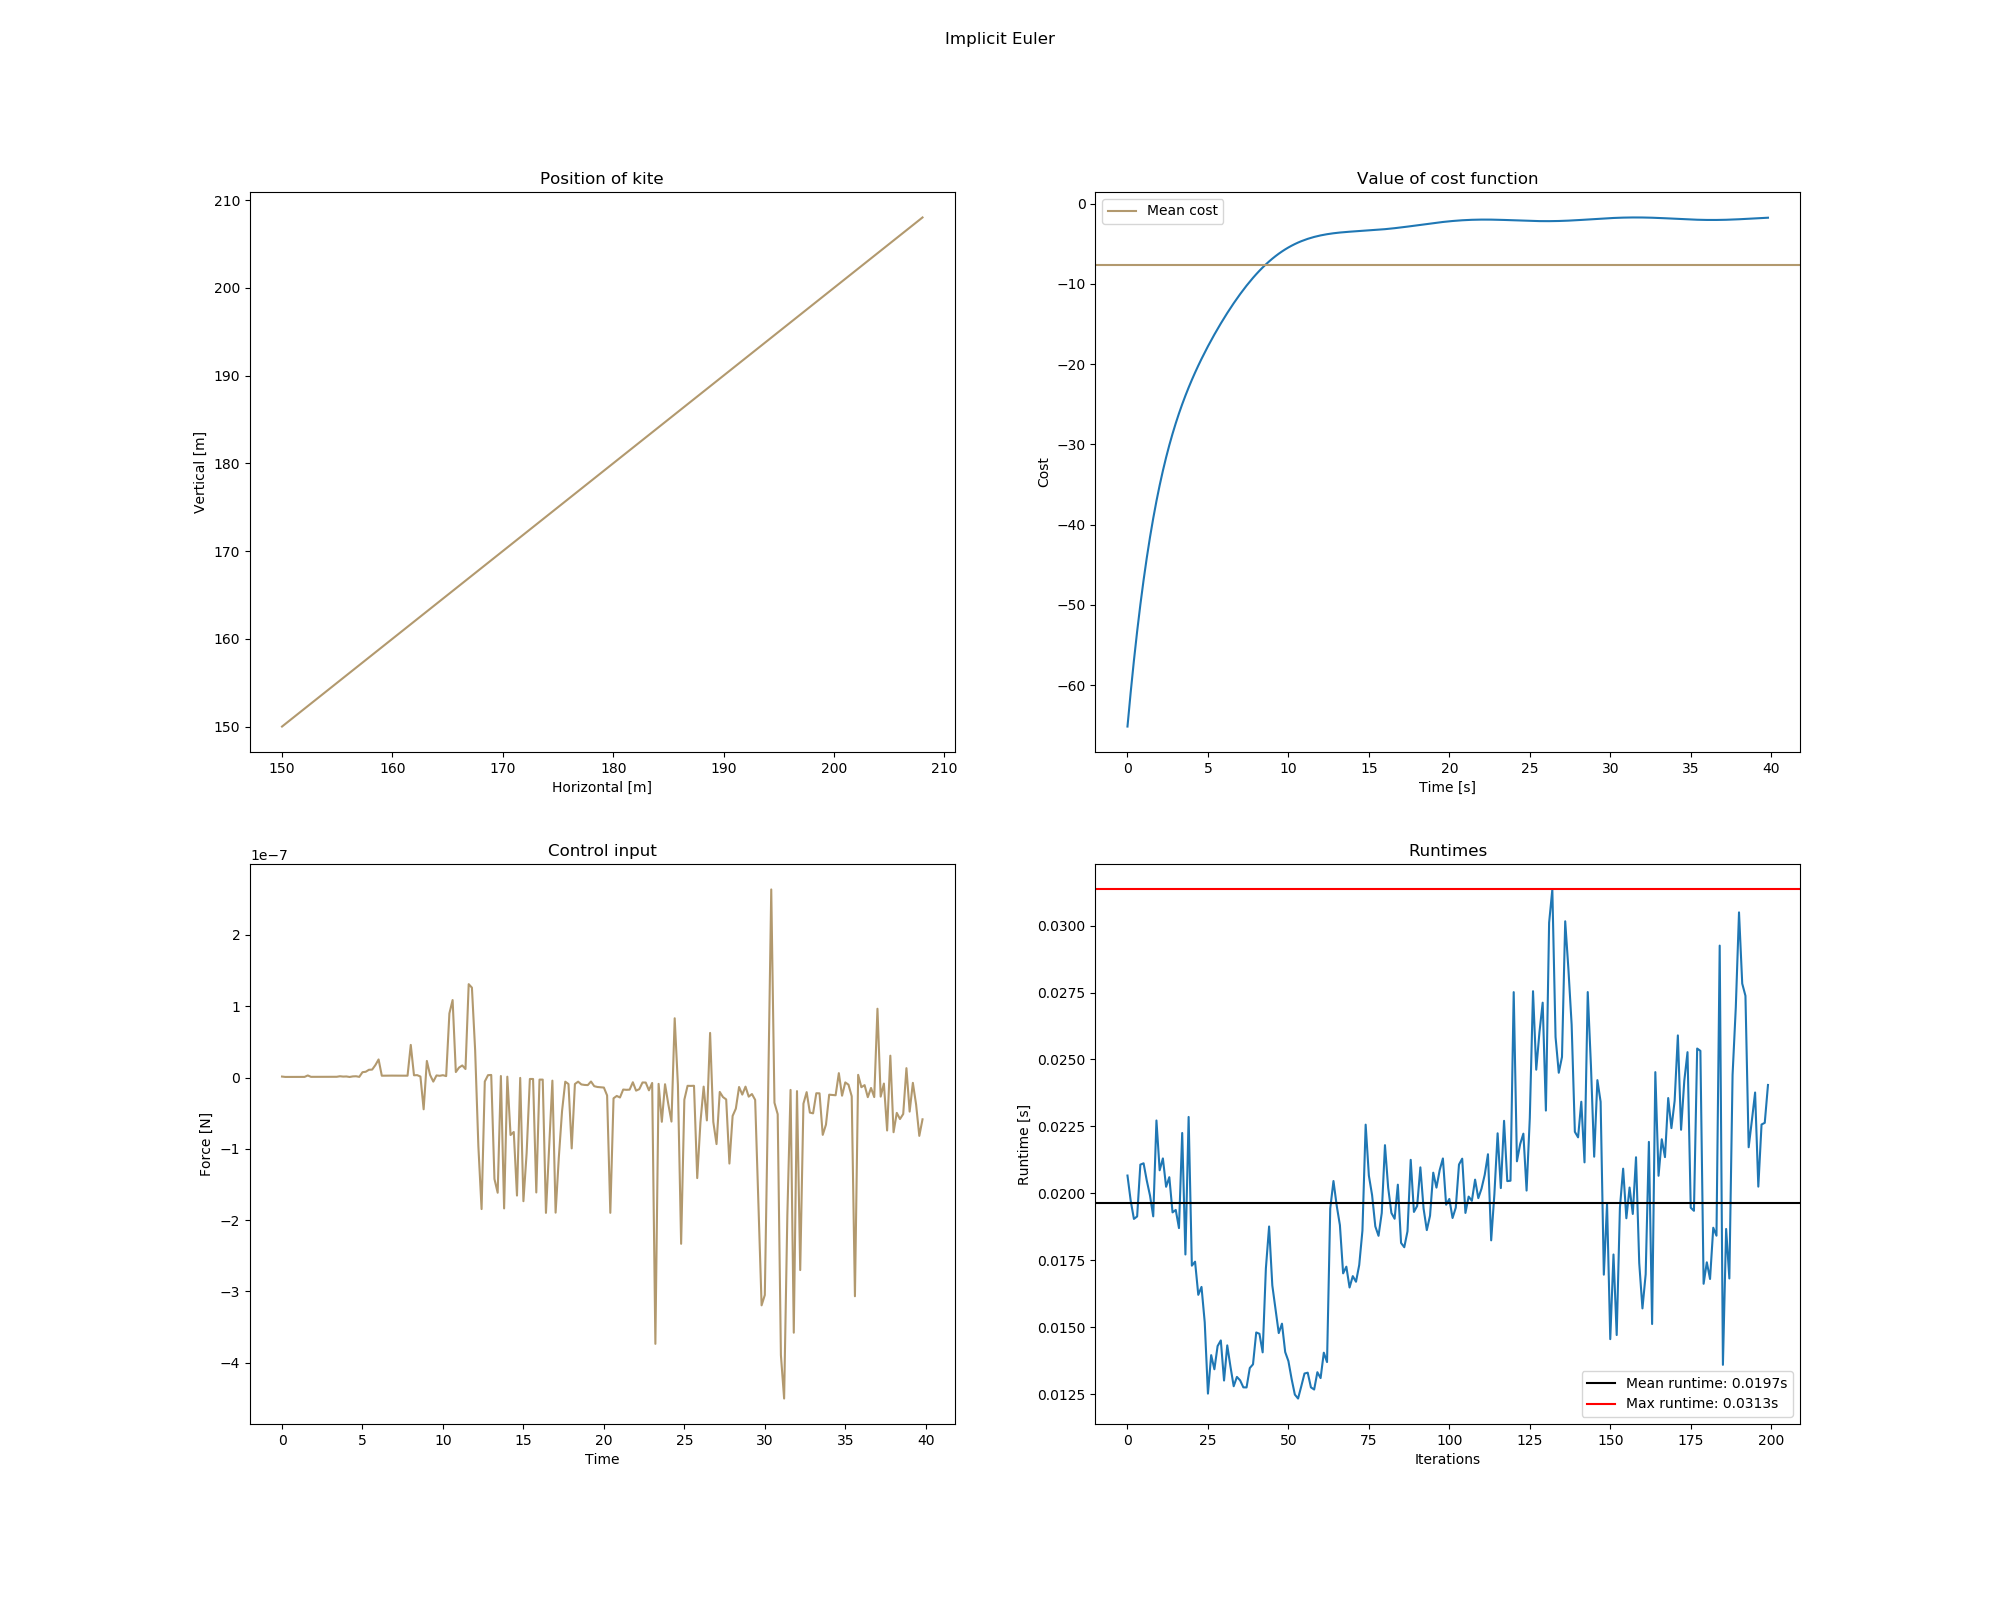 Implicit Euler
Position of kite
210
200
190
180
170
160
150
Vertical [m]
150 160 170 180 190 200 210
Horizontal [m]
Value of cost function
Mean cost
0
−10
−20
−30
−40
−50
−60
Cost
0 5 10 15 20 25 30 35 40
Time [s]
Control input
1e−7
2
1
0
−1
−2
−3
−4
Force [N]
0 5 10 15 20 25 30 35 40
Time
Runtimes
0.0300
0.0275
0.0250
0.0225
0.0200
0.0175
0.0150
0.0125
Runtime [s]
Mean runtime: 0.0197s
Max runtime: 0.0313s
0 25 50 75 100 125 150 175 200
Iterations